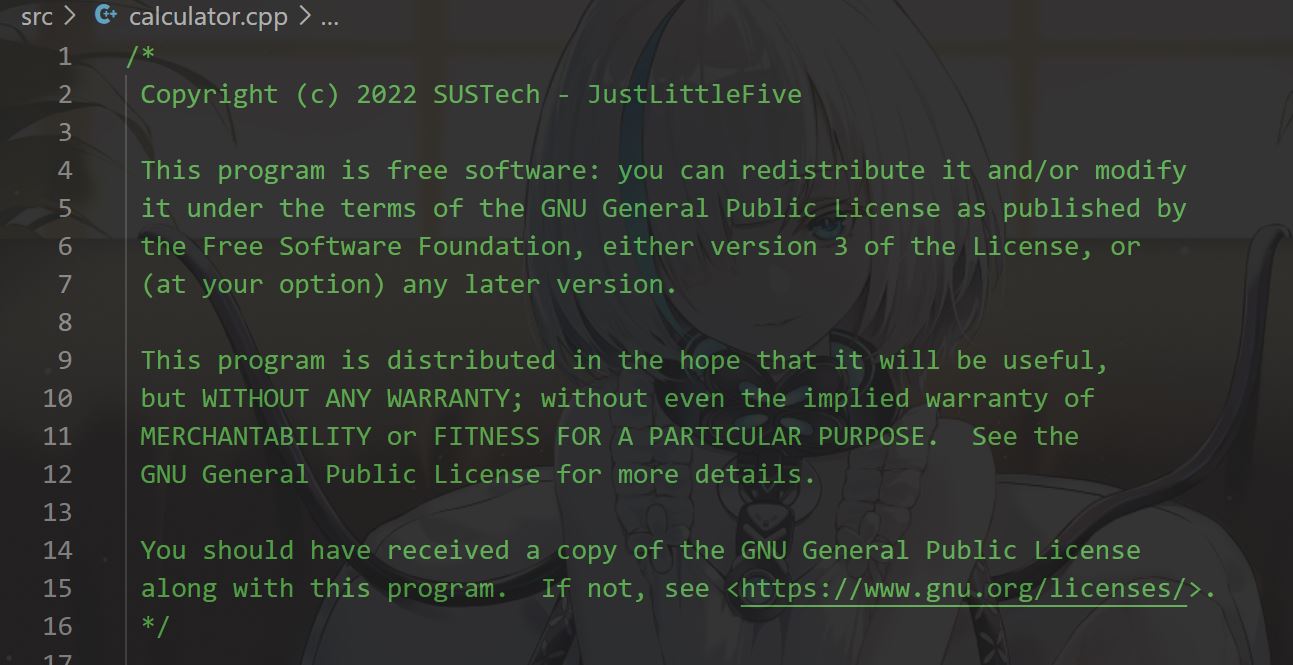 src > calculator.cpp > ...
1 /*
2 Copyright (c) 2022 SUSTech - JustLittleFive
3
4 This program is free software: you can redistribute it and/or modify
5 it under the terms of the GNU General Public License as published by
6 the Free Software Foundation, either version 3 of the License, or
7 (at your option) any later version.
8
9 This program is distributed in the hope that it will be useful,
10 but WITHOUT ANY WARRANTY; without even the implied warranty of
11 MERCHANTABILITY or FITNESS FOR A PARTICULAR PURPOSE.  See the
12 GNU General Public License for more details.
13
14 You should have received a copy of the GNU General Public License
15 along with this program.  If not, see <https://www.gnu.org/licenses/>.
16 */
17